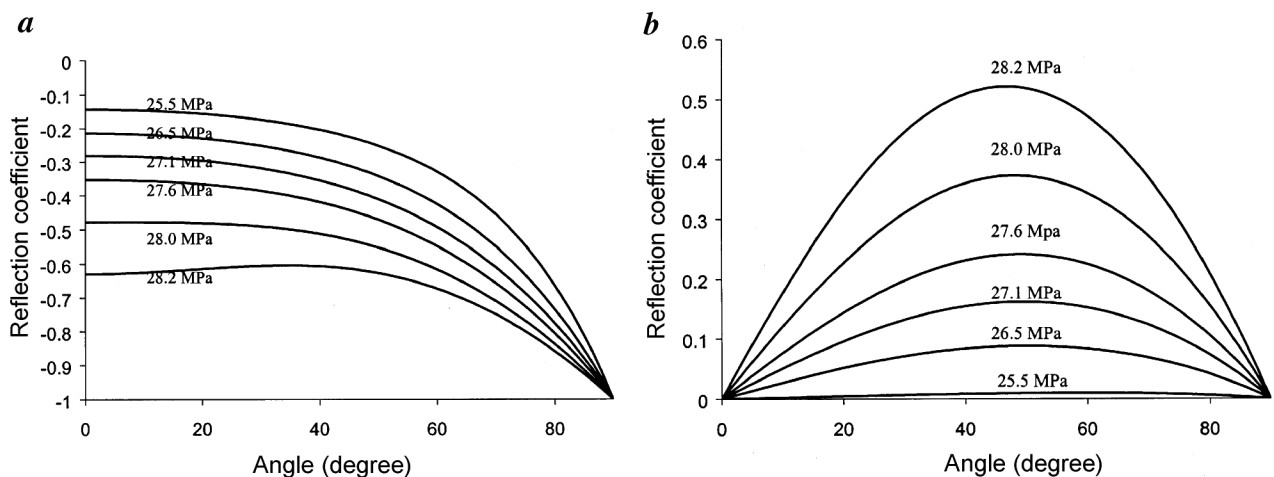 a
0
-0.1
-0.2
-0.3
-0.4
-0.5
-0.6
-0.7
-0.8
-0.9
-1
Reflection coefficient
25.5 MPa
26.5 MPa
27.1 MPa
27.6 MPa
28.0 MPa
28.2 MPa
0 20 40 60 80
Angle (degree)
b
0.6
0.5
0.4
0.3
0.2
0.1
0
Reflection coefficient
28.2 MPa
28.0 MPa
27.6 Mpa
27.1 MPa
26.5 MPa
25.5 MPa
0 20 40 60 80
Angle (degree)